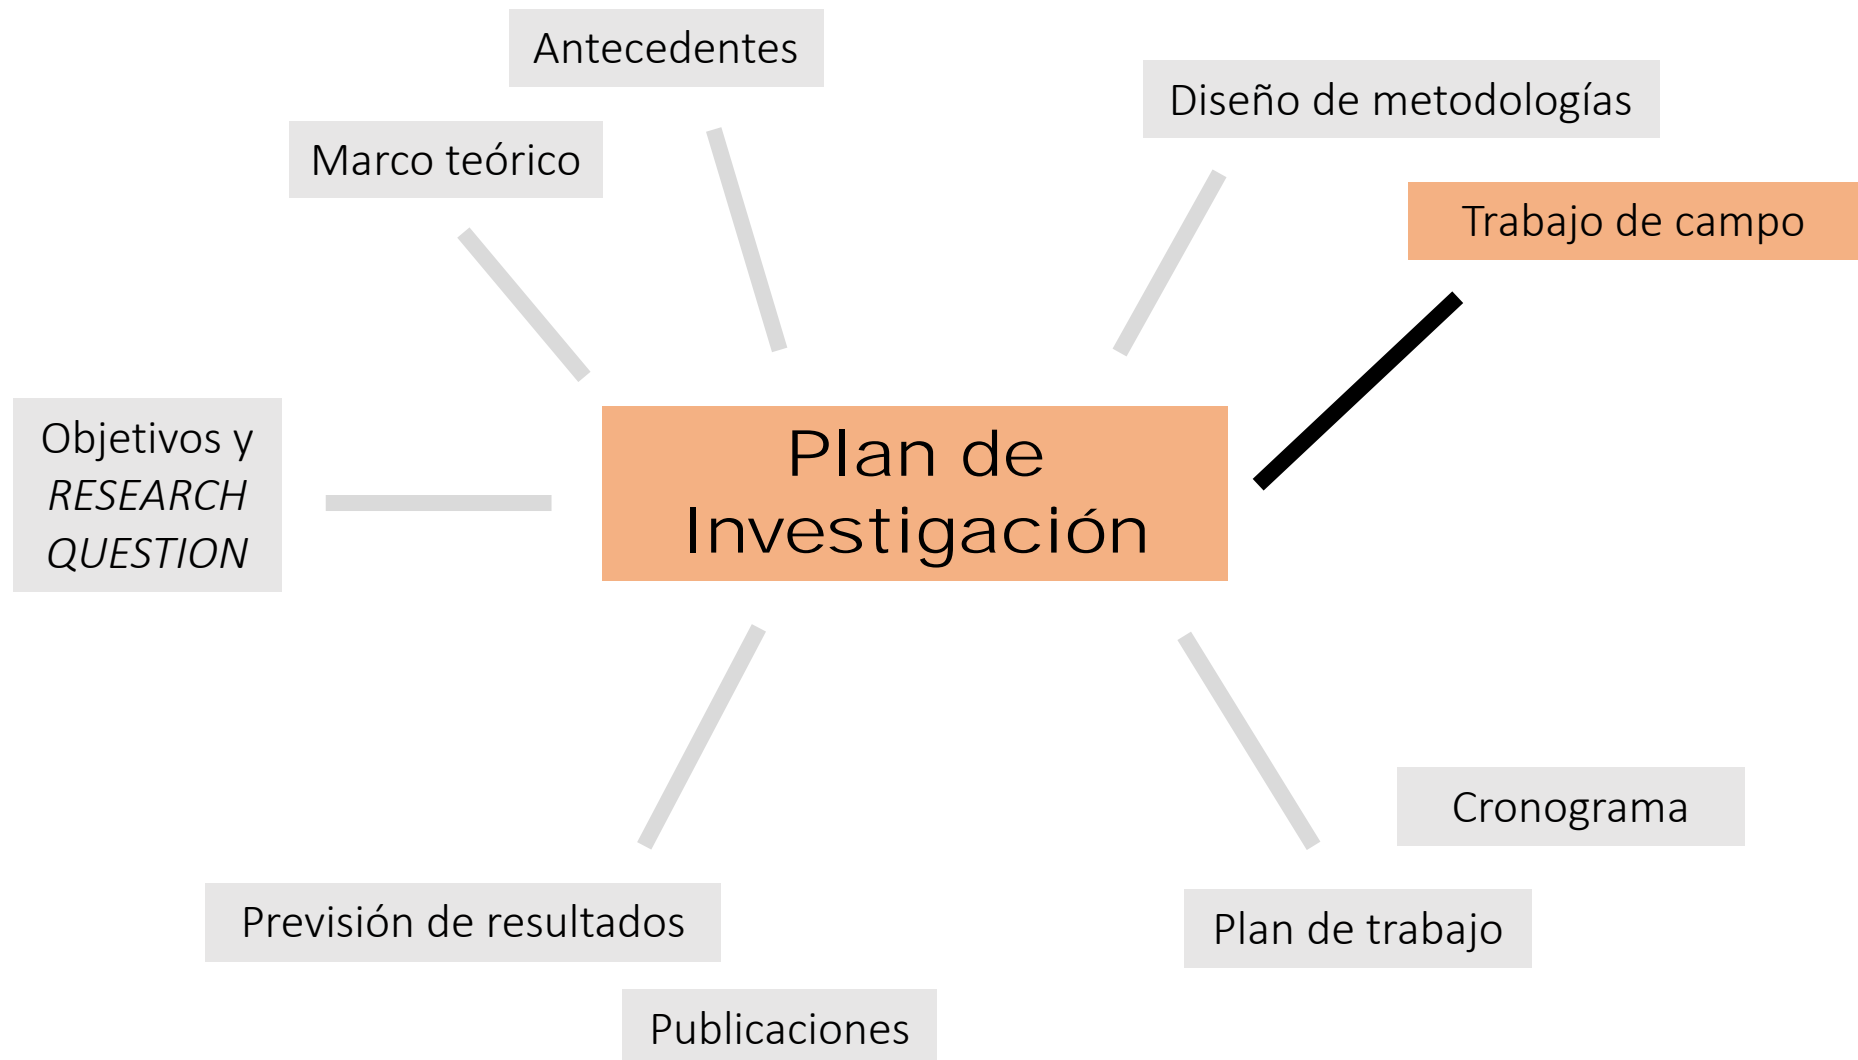 Antecedentes
Diseño de metodologías
Marco teórico
Trabajo de campo
Objetivos y
RESEARCH
QUESTION
Plan de
Investigación
Cronograma
Previsión de resultados
Plan de trabajo
Publicaciones